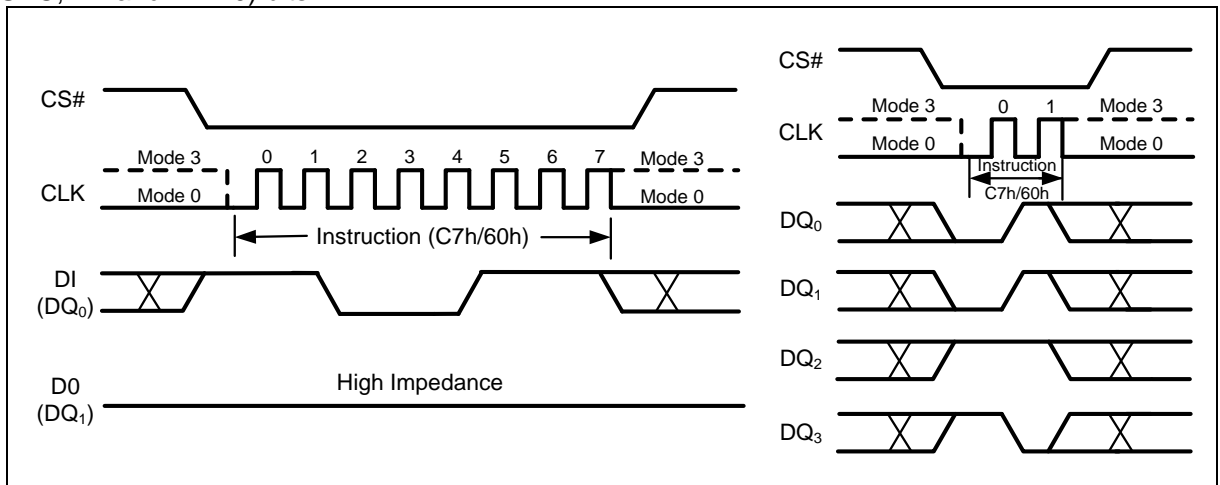 CS#
Mode 3 0 1 2 3 4 5 6 7 Mode 3
CLK
Mode 0 Mode 0
Instruction (C7h/60h)
DI
(DQ0)
D0
(DQ1)
High Impedance
CS#
Mode 3 0 1 Mode 3
CLK
Mode 0 Mode 0
Instruction
C7h/60h
DQ0
DQ1
DQ2
DQ3